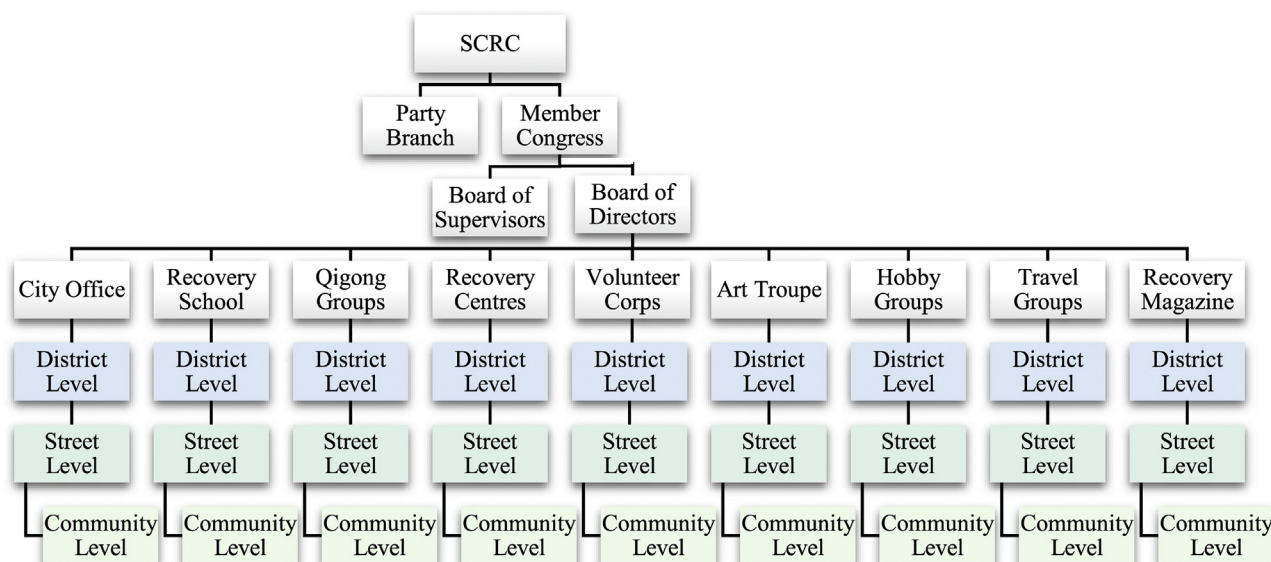 SCRC
Party
Branch
Member
Congress
Board of
Supervisors
Board of
Directors
City Office
Recovery
School
Qigong
Groups
Recovery
Centres
Volunteer
Corps
Art Troupe
Hobby
Groups
Travel
Groups
Recovery
Magazine
District
Level
District
Level
District
Level
District
Level
District
Level
District
Level
District
Level
District
Level
District
Level
Street
Level
Street
Level
Street
Level
Street
Level
Street
Level
Street
Level
Street
Level
Street
Level
Street
Level
Community
Level
Community
Level
Community
Level
Community
Level
Community
Level
Community
Level
Community
Level
Community
Level
Community
Level